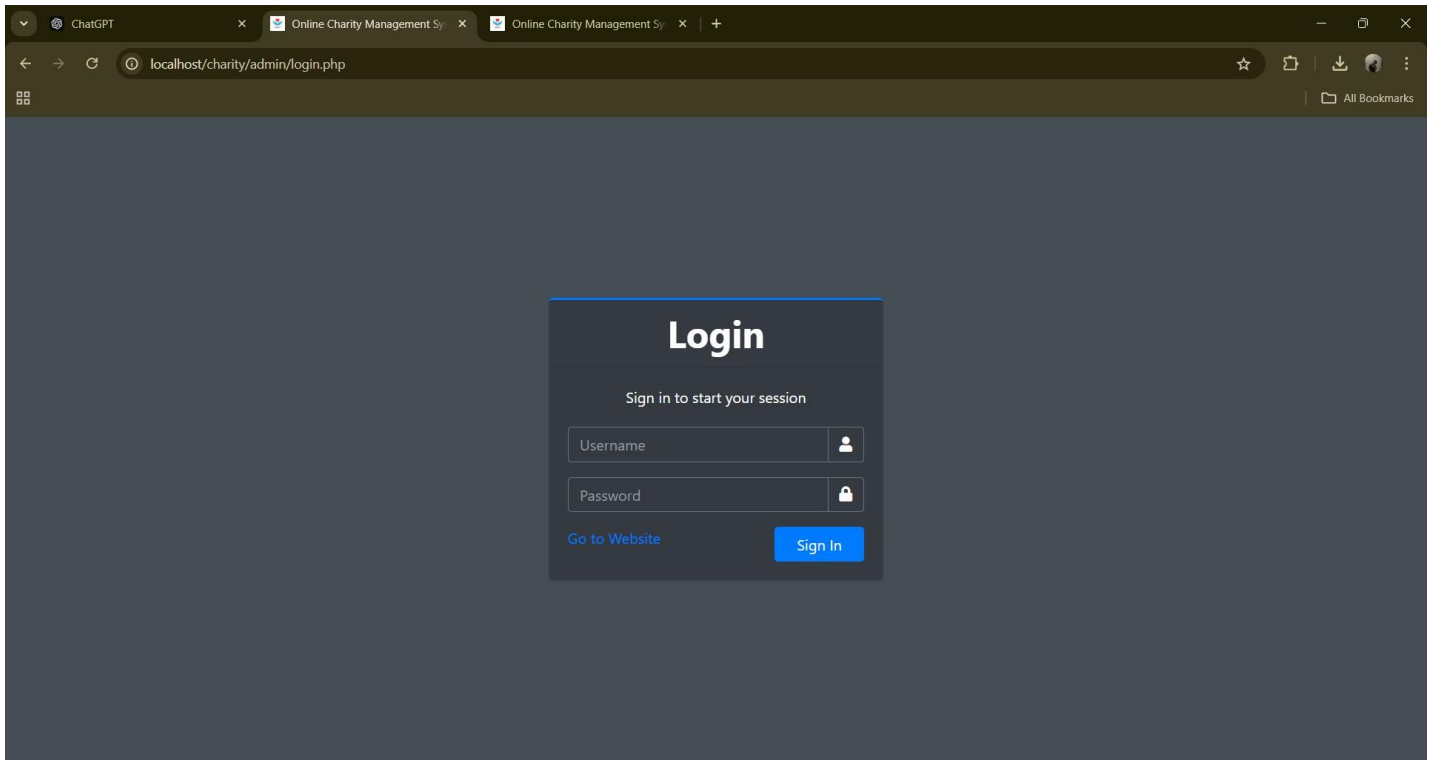 ChatGPT
Online Charity Management Sy
Online Charity Management Sy
localhost/charity/admin/login.php
All Bookmarks
Login
Sign in to start your session
Username
Password
Go to Website
Sign In